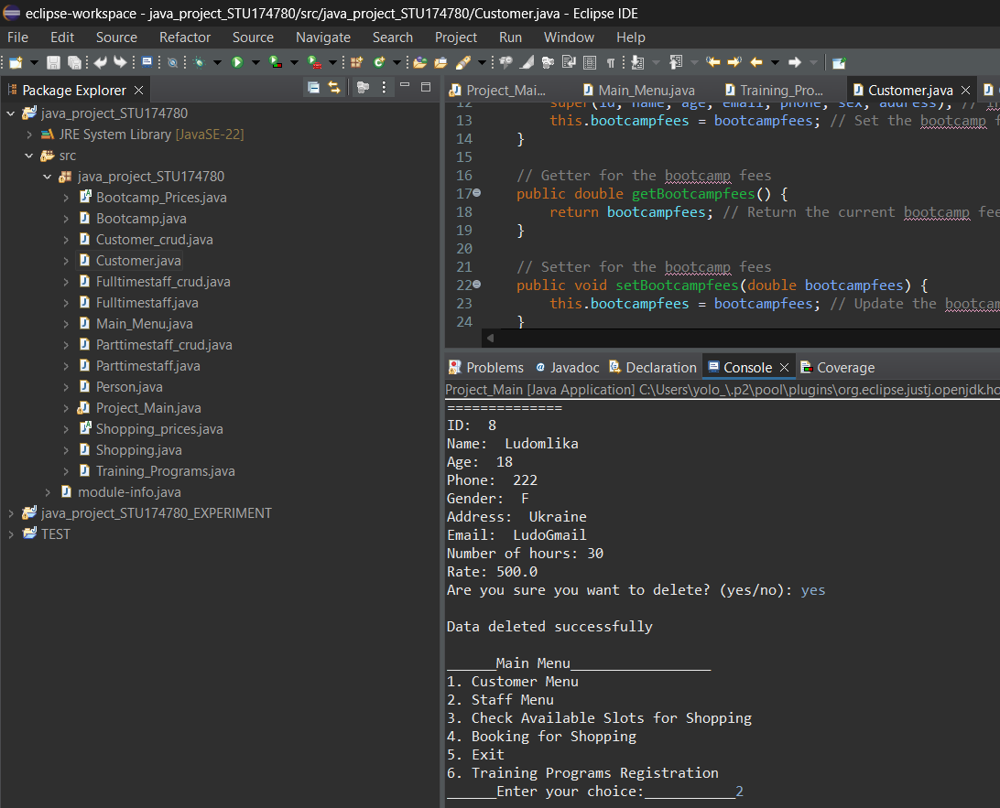 eclipse-workspace - java_project_STU174780/src/java_project_STU174780/Customer.java - Eclipse IDE
File Edit Source Refactor Source Navigate Search Project Run Window Help
Package Explorer
java_project_STU174780
JRE System Library [JavaSE-22]
src
java_project_STU174780
Bootcamp_Prices.java
Bootcamp.java
Customer_crud.java
Customer.java
Fulltimestaff_crud.java
Fulltimestaff.java
Main_Menu.java
Parttimestaff_crud.java
Parttimestaff.java
Person.java
Project_Main.java
Shopping_prices.java
Shopping.java
Training_Programs.java
module-info.java
java_project_STU174780_EXPERIMENT
TEST
Project_Mai... Main_Menu.java Training_Pro... Customer.java
12 super(id, name, age, email, phone, sex, address); //
13 this.bootcampfees = bootcampfees; // Set the bootcamp f
14 }
15
16 // Getter for the bootcamp fees
17 public double getBootcampfees() {
18 return bootcampfees; // Return the current bootcamp fee
19 }
20
21 // Setter for the bootcamp fees
22 public void setBootcampfees(double bootcampfees) {
23 this.bootcampfees = bootcampfees; // Update the bootcam
24 }
Problems Javadoc Declaration Console Coverage
Project_Main [Java Application] C:\Users\yolo_\.p2\pool\plugins\org.eclipse.justj.openjdk.ho
==============
ID:  8
Name:  Ludomlika
Age:  18
Phone:  222
Gender:  F
Address:  Ukraine
Email:  LudoGmail
Number of hours: 30
Rate: 500.0
Are you sure you want to delete? (yes/no): yes
Data deleted successfully
______Main Menu_________________
1. Customer Menu
2. Staff Menu
3. Check Available Slots for Shopping
4. Booking for Shopping
5. Exit
6. Training Programs Registration
______Enter your choice:___________2